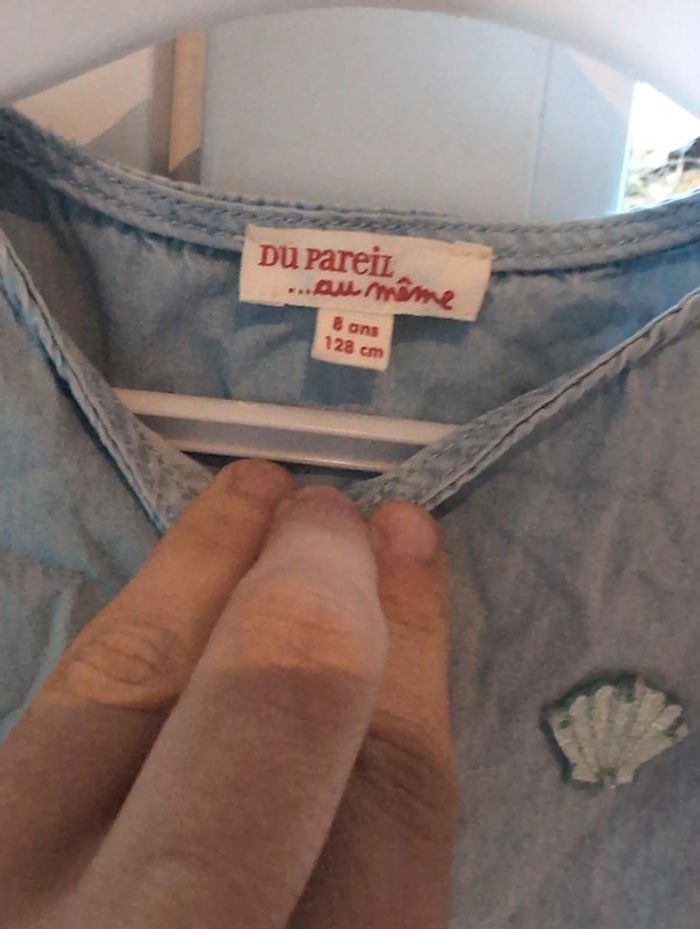 DU PareiL
...au même
8 ans
128 cm